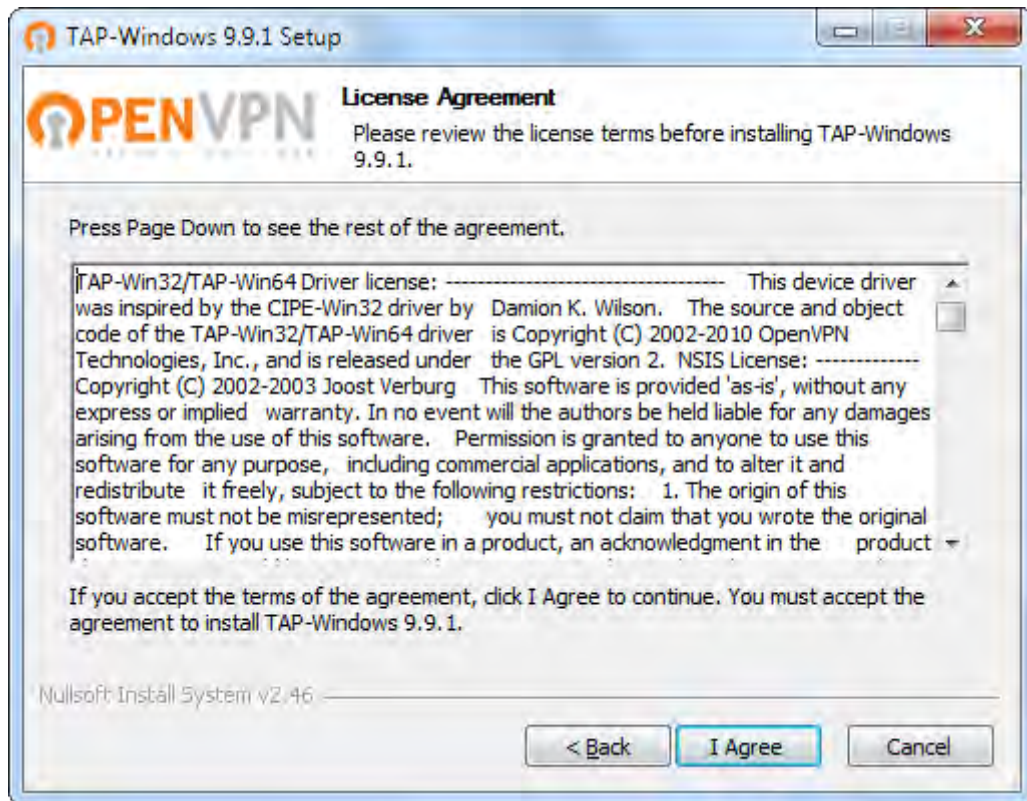 TAP-Windows 9.9.1 Setup
OPENVPN
License Agreement
Please review the license terms before installing TAP-Windows
9.9.1.
Press Page Down to see the rest of the agreement.
TAP-Win32/TAP-Win64 Driver license: ------------------------------------ This device driver
was inspired by the CIPE-Win32 driver by Damion K. Wilson. The source and object
code of the TAP-Win32/TAP-Win64 driver is Copyright (C) 2002-2010 OpenVPN
Technologies, Inc., and is released under the GPL version 2. NSIS License: -------------
Copyright (C) 2002-2003 Joost Verburg This software is provided 'as-is', without any
express or implied warranty. In no event will the authors be held liable for any damages
arising from the use of this software. Permission is granted to anyone to use this
software for any purpose, including commercial applications, and to alter it and
redistribute it freely, subject to the following restrictions: 1. The origin of this
software must not be misrepresented; you must not claim that you wrote the original
software. If you use this software in a product, an acknowledgment in the product
If you accept the terms of the agreement, click I Agree to continue. You must accept the
agreement to install TAP-Windows 9.9.1.
Nullsoft Install System v2.46
< Back I Agree Cancel